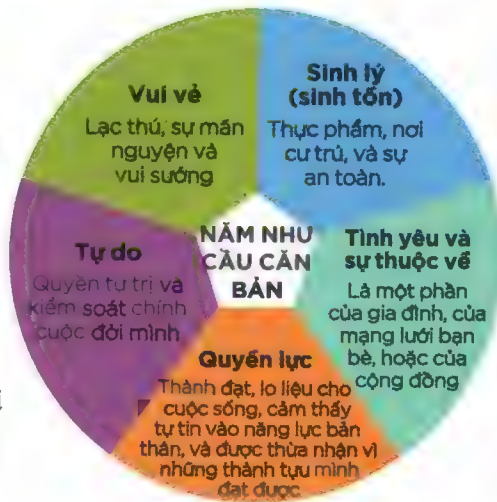 Vui vẻ
Lạc thú, sự mãn
nguyện và
vui sướng
Sinh lý
(sinh tồn)
Thực phẩm, nơi
cư trú, và sự
an toàn.
Tình yêu và
sự thuộc về
Là một phần
của gia đình, của
mạng lưới bạn
bè, hoặc của
cộng đồng
Quyền lực
Thành đạt, lo liệu cho
cuộc sống, cảm thấy
tự tin vào năng lực bản
thân, và được thừa nhận vì
những thành tựu mình
đạt được
Tự do
Quyền tự trị và
kiểm soát chính
cuộc đời mình
NĂM NHU
CẦU CĂN
BẢN